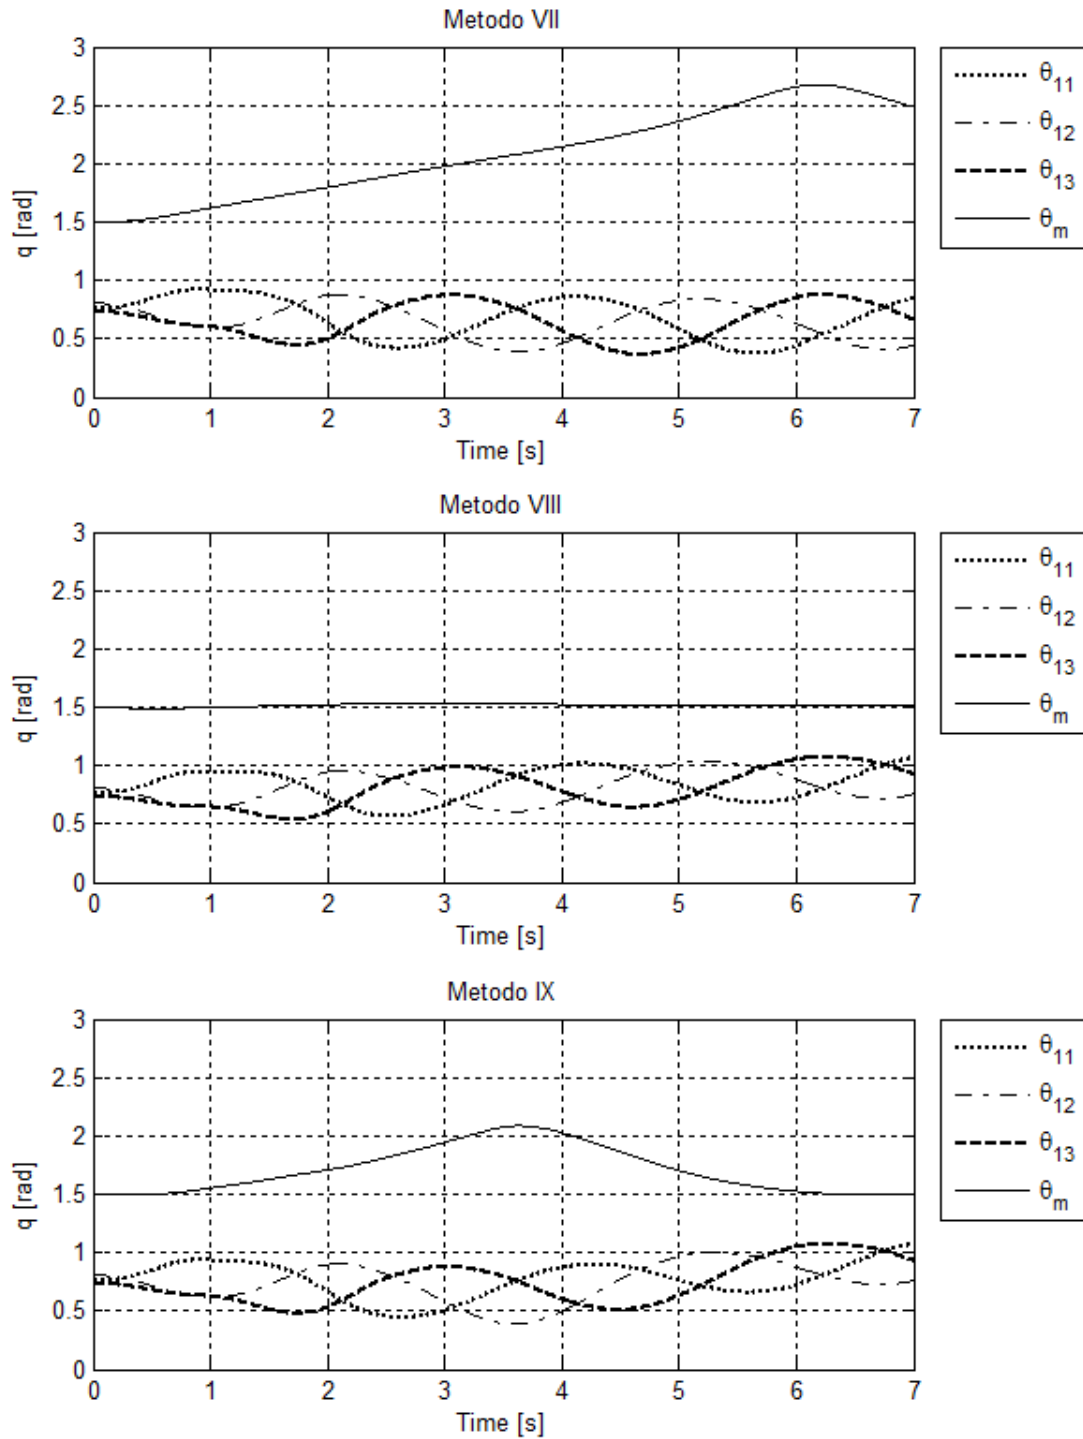 Metodo VII
3
2.5
2
1.5
1
0.5
0
0 1 2 3 4 5 6 7
q [rad]
Time [s]
θ11
θ12
θ13
θm
Metodo VIII
3
2.5
2
1.5
1
0.5
0
0 1 2 3 4 5 6 7
q [rad]
Time [s]
θ11
θ12
θ13
θm
Metodo IX
3
2.5
2
1.5
1
0.5
0
0 1 2 3 4 5 6 7
q [rad]
Time [s]
θ11
θ12
θ13
θm